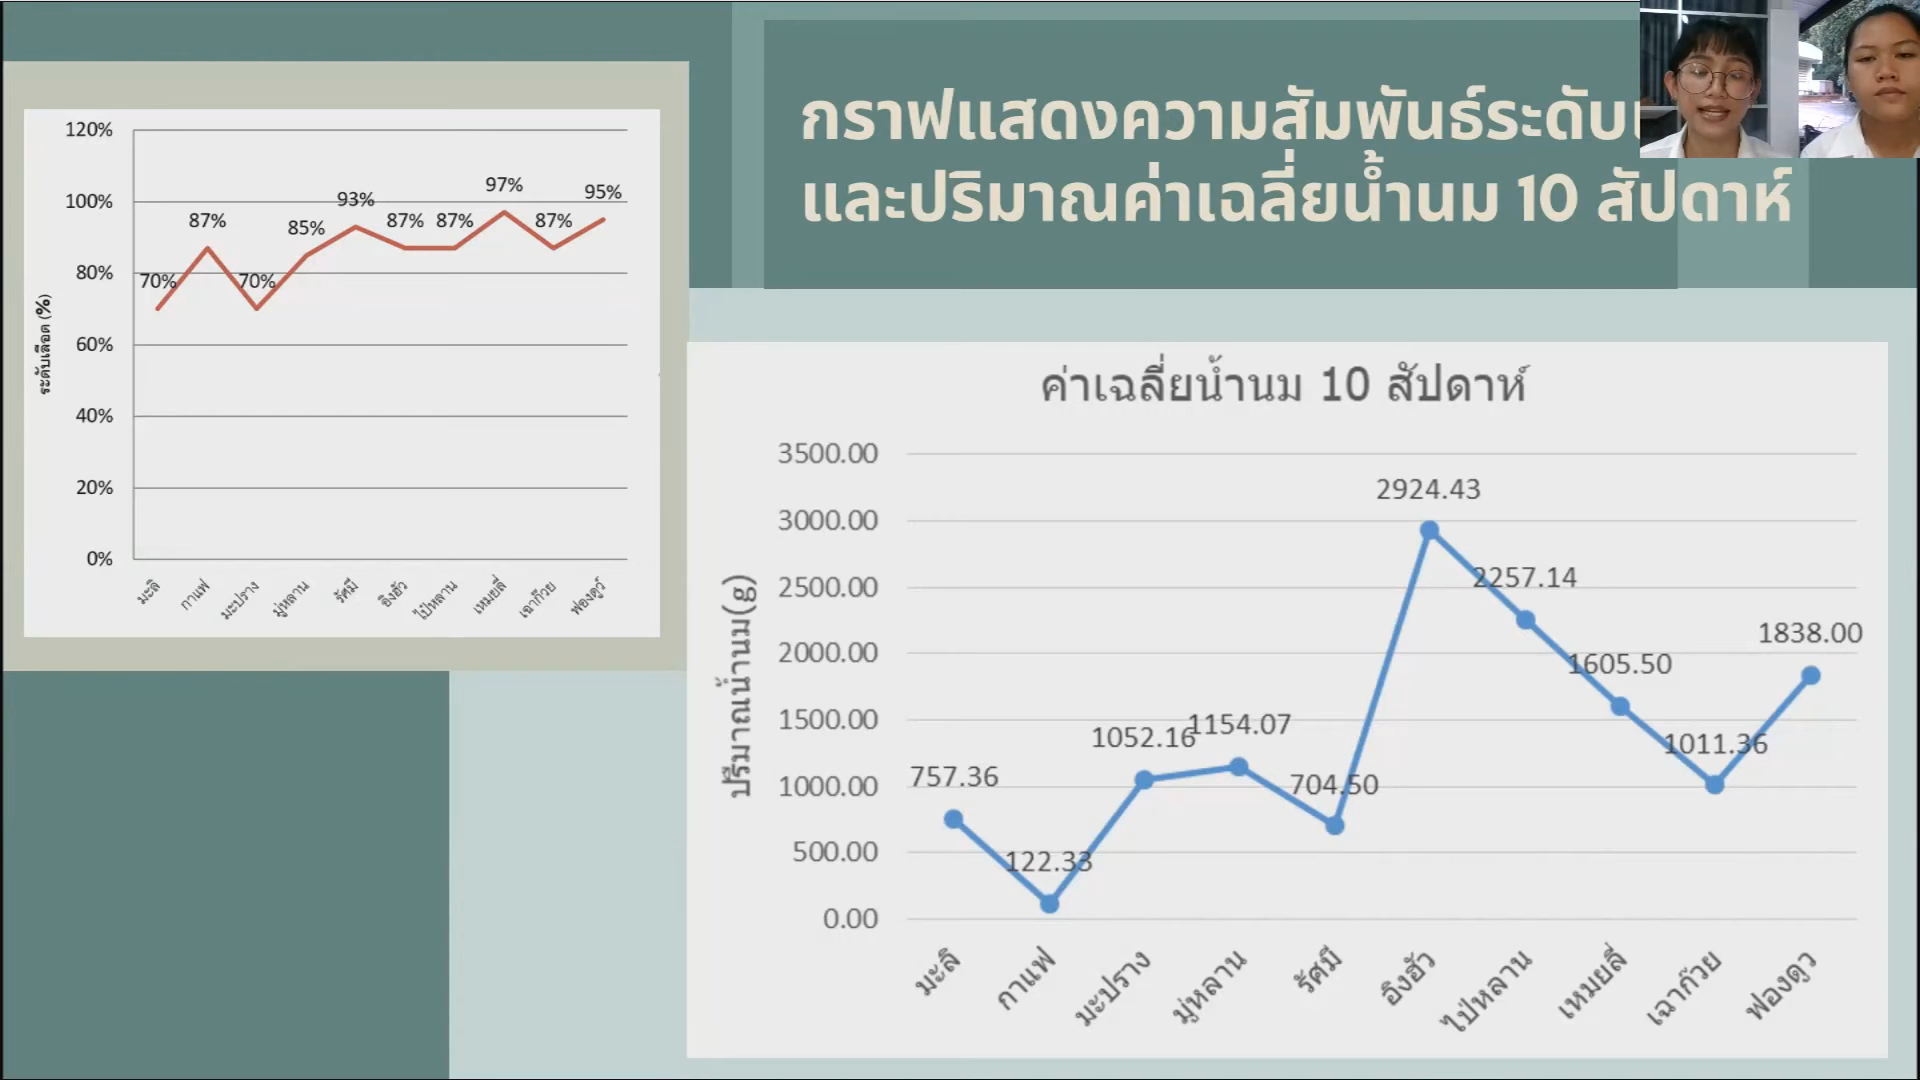 กราฟแสดงความสัมพันธ์ระดับ
และปริมาณค่าเฉลี่ยน้ำนม 10 สัปดาห์
120%
100%
80%
60%
40%
20%
0%
ระดับเลือด (%)
70%
87%
70%
85%
93%
87%
87%
97%
87%
95%
มะลิ
กาแฟ
มะปราง
มู่หลาน
รัศมี
อิงฮัว
ไป่หลาน
เหมยลี่
เฉาก๊วย
ฟองดูว์
ค่าเฉลี่ยน้ำนม 10 สัปดาห์
3500.00
3000.00
2500.00
2000.00
1500.00
1000.00
500.00
0.00
ปริมาณน้ำนม(g)
757.36
122.33
1052.16
1154.07
704.50
2924.43
2257.14
1605.50
1011.36
1838.00
มะลิ
กาแฟ
มะปราง
มู่หลาน
รัศมี
อิงฮัว
ไป่หลาน
เหมยลี่
เฉาก๊วย
ฟองดูว